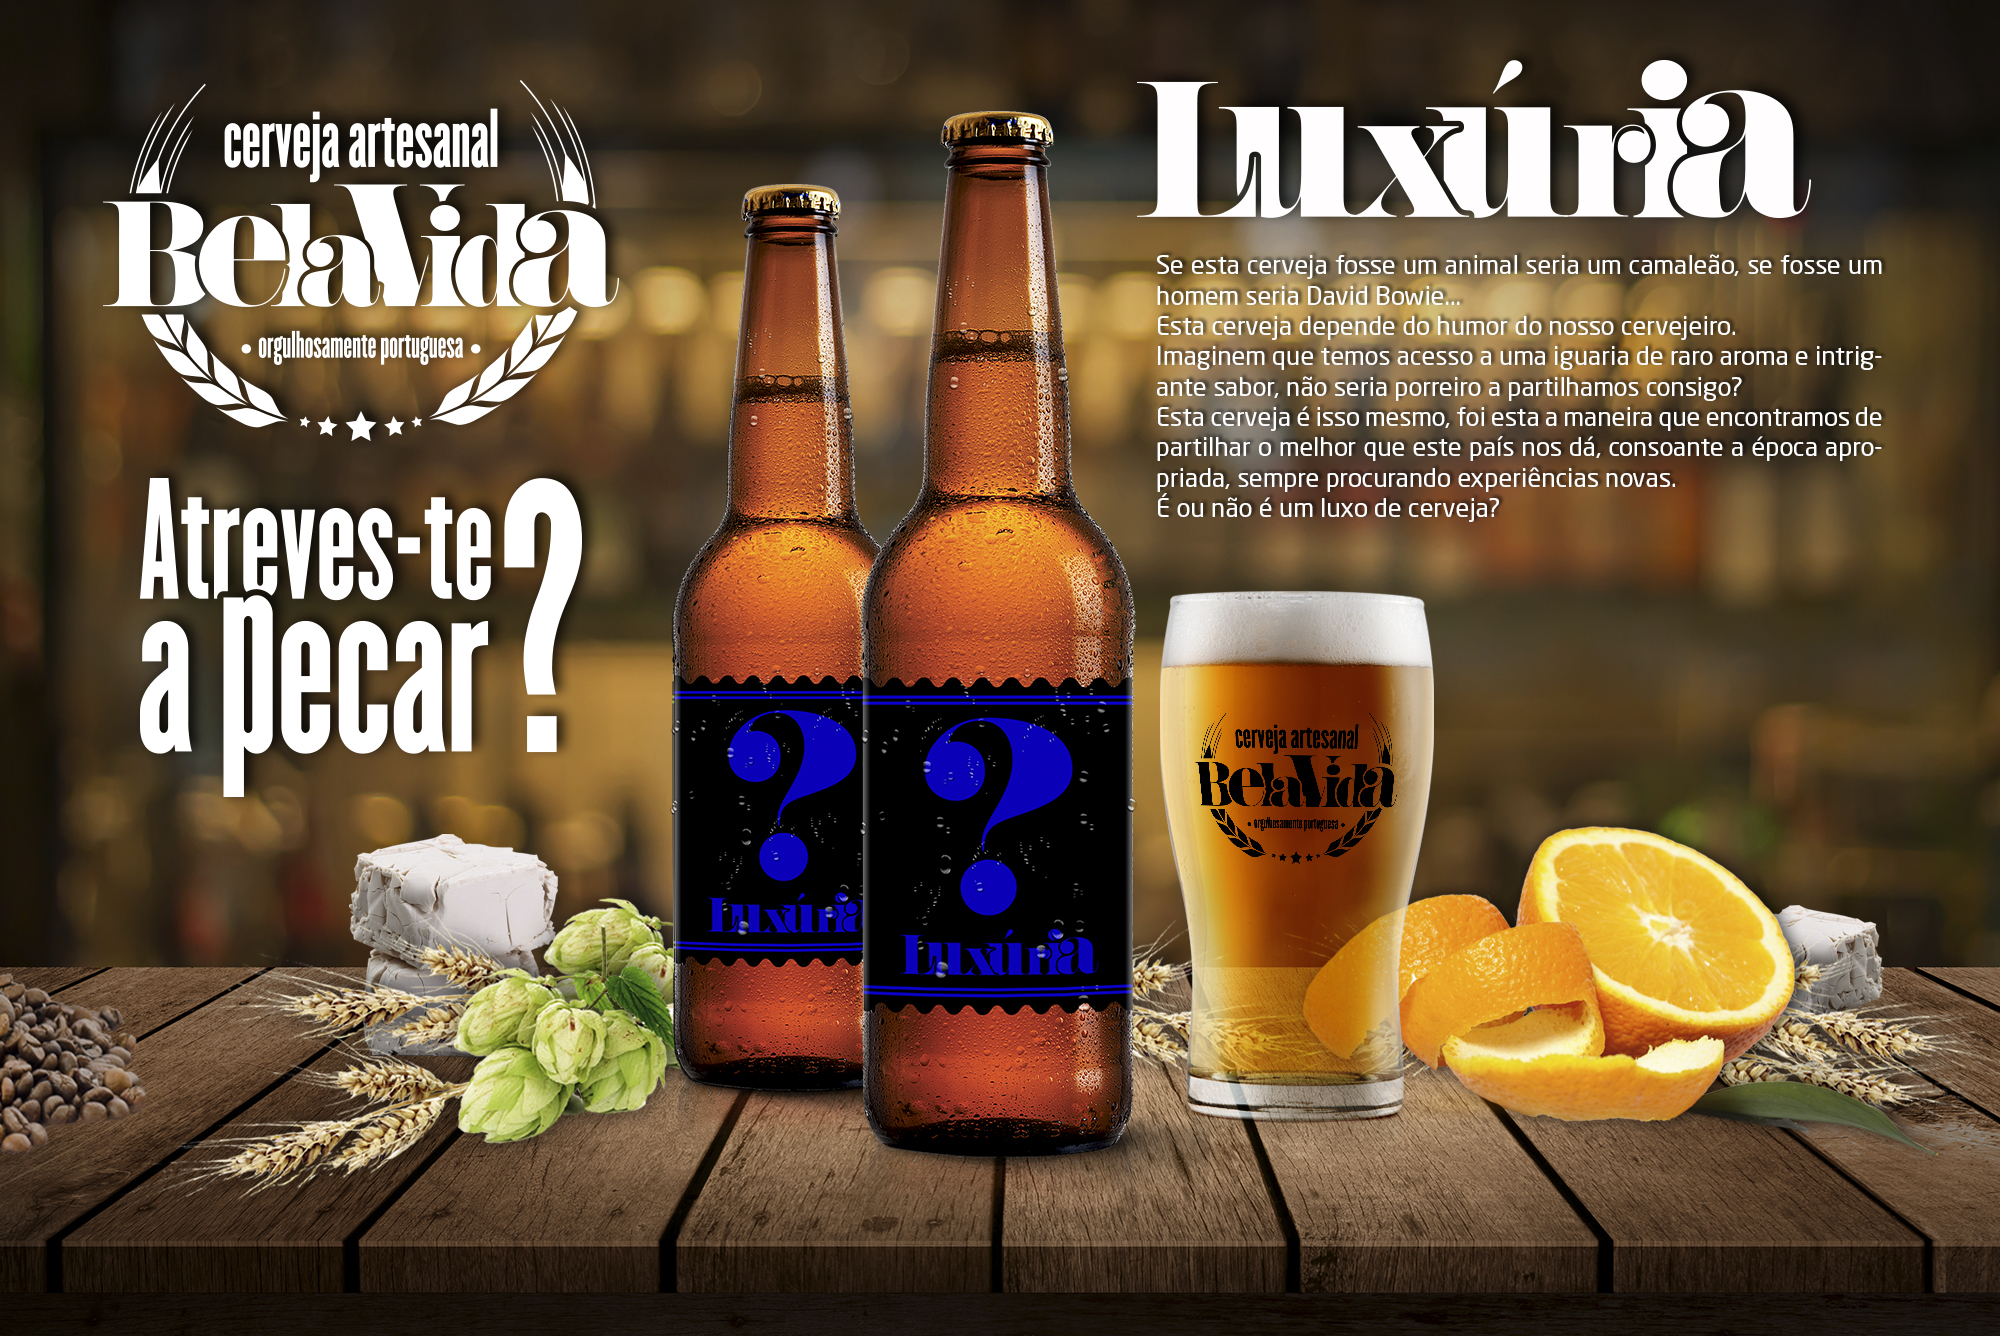 cerveja artesanal
BelaVida
• orgulhosamente portuguesa •
Atreves-te
a pecar?
Luxúria
Se esta cerveja fosse um animal seria um camaleão, se fosse um
homem seria David Bowie...
Esta cerveja depende do humor do nosso cervejeiro.
Imaginem que temos acesso a uma iguaria de raro aroma e intrig-
ante sabor, não seria porreiro a partilhamos consigo?
Esta cerveja é isso mesmo, foi esta a maneira que encontramos de
partilhar o melhor que este país nos dá, consoante a época apro-
priada, sempre procurando experiências novas.
É ou não é um luxo de cerveja?
?
Luxúria
?
Luxúria
cerveja artesanal
BelaVida
• orgulhosamente portuguesa •